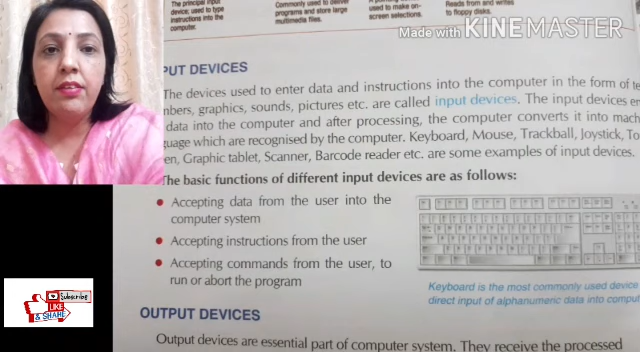 The principal input
device; used to type
instructions into the
computer.
Commonly used to deliver
programs and store large
multimedia files.
used to make on-
screen selections.
Reads from and writes
to floppy disks.
Made with KINEMASTER
PUT DEVICES
The devices used to enter data and instructions into the computer in the form of te
mbers, graphics, sounds, pictures etc. are called input devices. The input devices en
data into the computer and after processing, the computer converts it into mach
guage which are recognised by the computer. Keyboard, Mouse, Trackball, Joystick, To
en, Graphic tablet, Scanner, Barcode reader etc. are some examples of input devices.
The basic functions of different input devices are as follows:
• Accepting data from the user into the
computer system
• Accepting instructions from the user
• Accepting commands from the user, to
run or abort the program
Keyboard is the most commonly used device
direct input of alphanumeric data into comput
Subscribe
LIKE
& SHARE
OUTPUT DEVICES
Output devices are essential part of computer system. They receive the processed